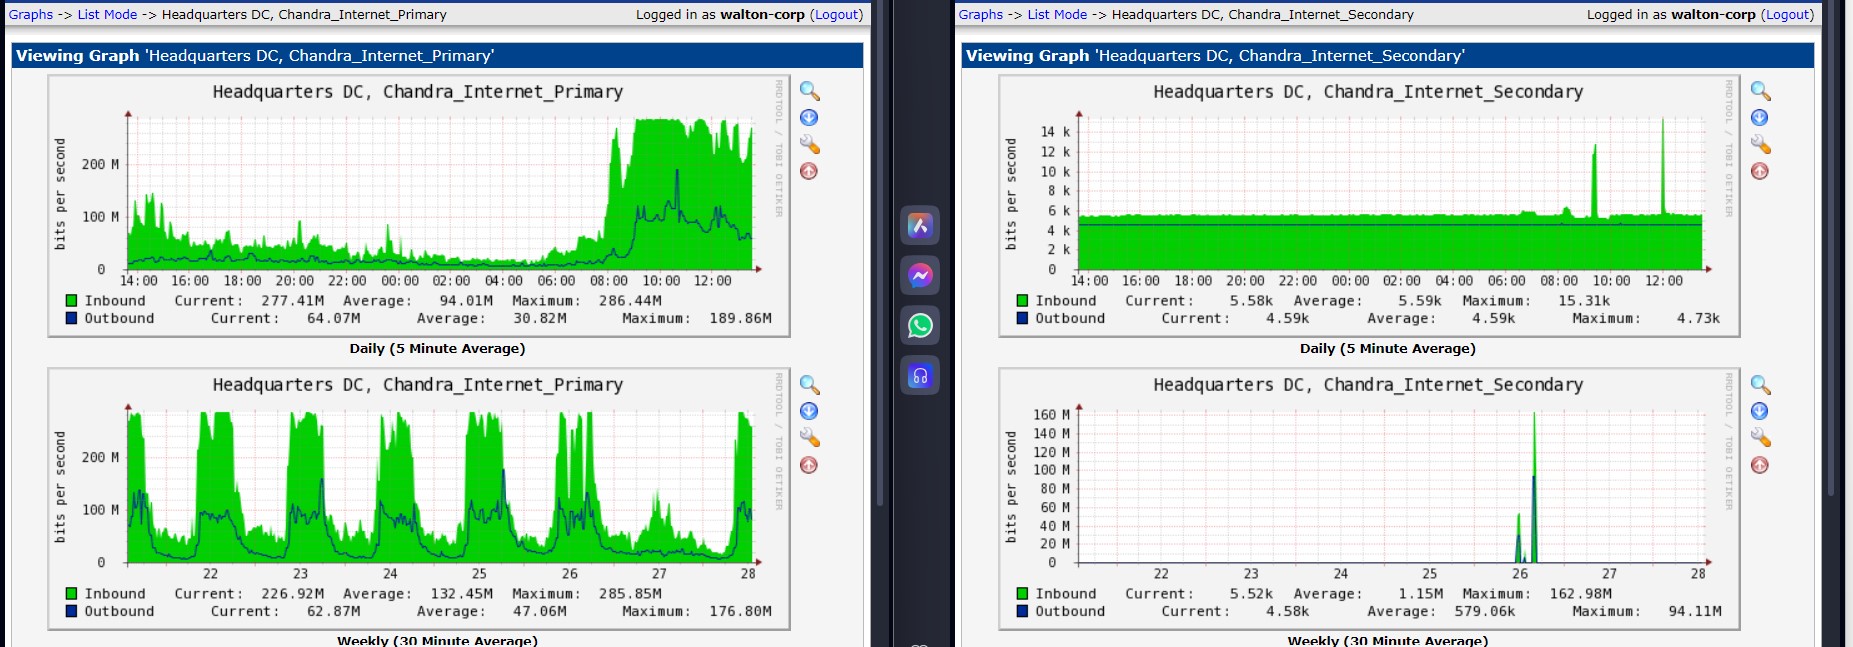 Graphs -> List Mode -> Headquarters DC, Chandra_Internet_Primary Logged in as walton-corp (Logout)
Viewing Graph 'Headquarters DC, Chandra_Internet_Primary'
Headquarters DC, Chandra_Internet_Primary
RRDTOOL / TOBI OETIKER
bits per second
200 M
100 M
0
14:00 16:00 18:00 20:00 22:00 00:00 02:00 04:00 06:00 08:00 10:00 12:00
Inbound Current: 277.41M Average: 94.01M Maximum: 286.44M
Outbound Current: 64.07M Average: 30.82M Maximum: 189.86M
Daily (5 Minute Average)
Headquarters DC, Chandra_Internet_Primary
RRDTOOL / TOBI OETIKER
bits per second
200 M
100 M
0
22 23 24 25 26 27 28
Inbound Current: 226.92M Average: 132.45M Maximum: 285.85M
Outbound Current: 62.87M Average: 47.06M Maximum: 176.80M
Weekly (30 Minute Average)
Graphs -> List Mode -> Headquarters DC, Chandra_Internet_Secondary Logged in as walton-corp (Logout)
Viewing Graph 'Headquarters DC, Chandra_Internet_Secondary'
Headquarters DC, Chandra_Internet_Secondary
RRDTOOL / TOBI OETIKER
bits per second
14 k
12 k
10 k
8 k
6 k
4 k
2 k
0
14:00 16:00 18:00 20:00 22:00 00:00 02:00 04:00 06:00 08:00 10:00 12:00
Inbound Current: 5.58k Average: 5.59k Maximum: 15.31k
Outbound Current: 4.59k Average: 4.59k Maximum: 4.73k
Daily (5 Minute Average)
Headquarters DC, Chandra_Internet_Secondary
RRDTOOL / TOBI OETIKER
bits per second
160 M
140 M
120 M
100 M
80 M
60 M
40 M
20 M
0
22 23 24 25 26 27 28
Inbound Current: 5.52k Average: 1.15M Maximum: 162.98M
Outbound Current: 4.58k Average: 579.06k Maximum: 94.11M
Weekly (30 Minute Average)